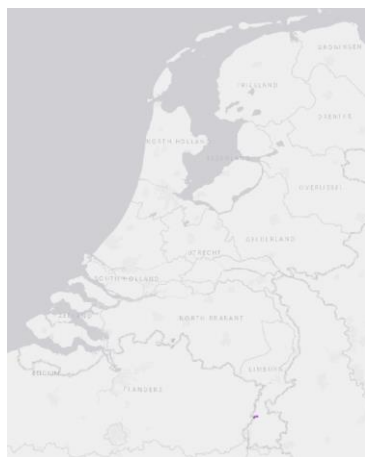 GRONINGEN
FRIESLAND
DRENTHE
NORTH HOLLAND
FLEVOLAND
OVERIJSSEL
GELDERLAND
UTRECHT
SOUTH HOLLAND
ZEELAND
NORTH BRABANT
LIMBURG
FLANDERS